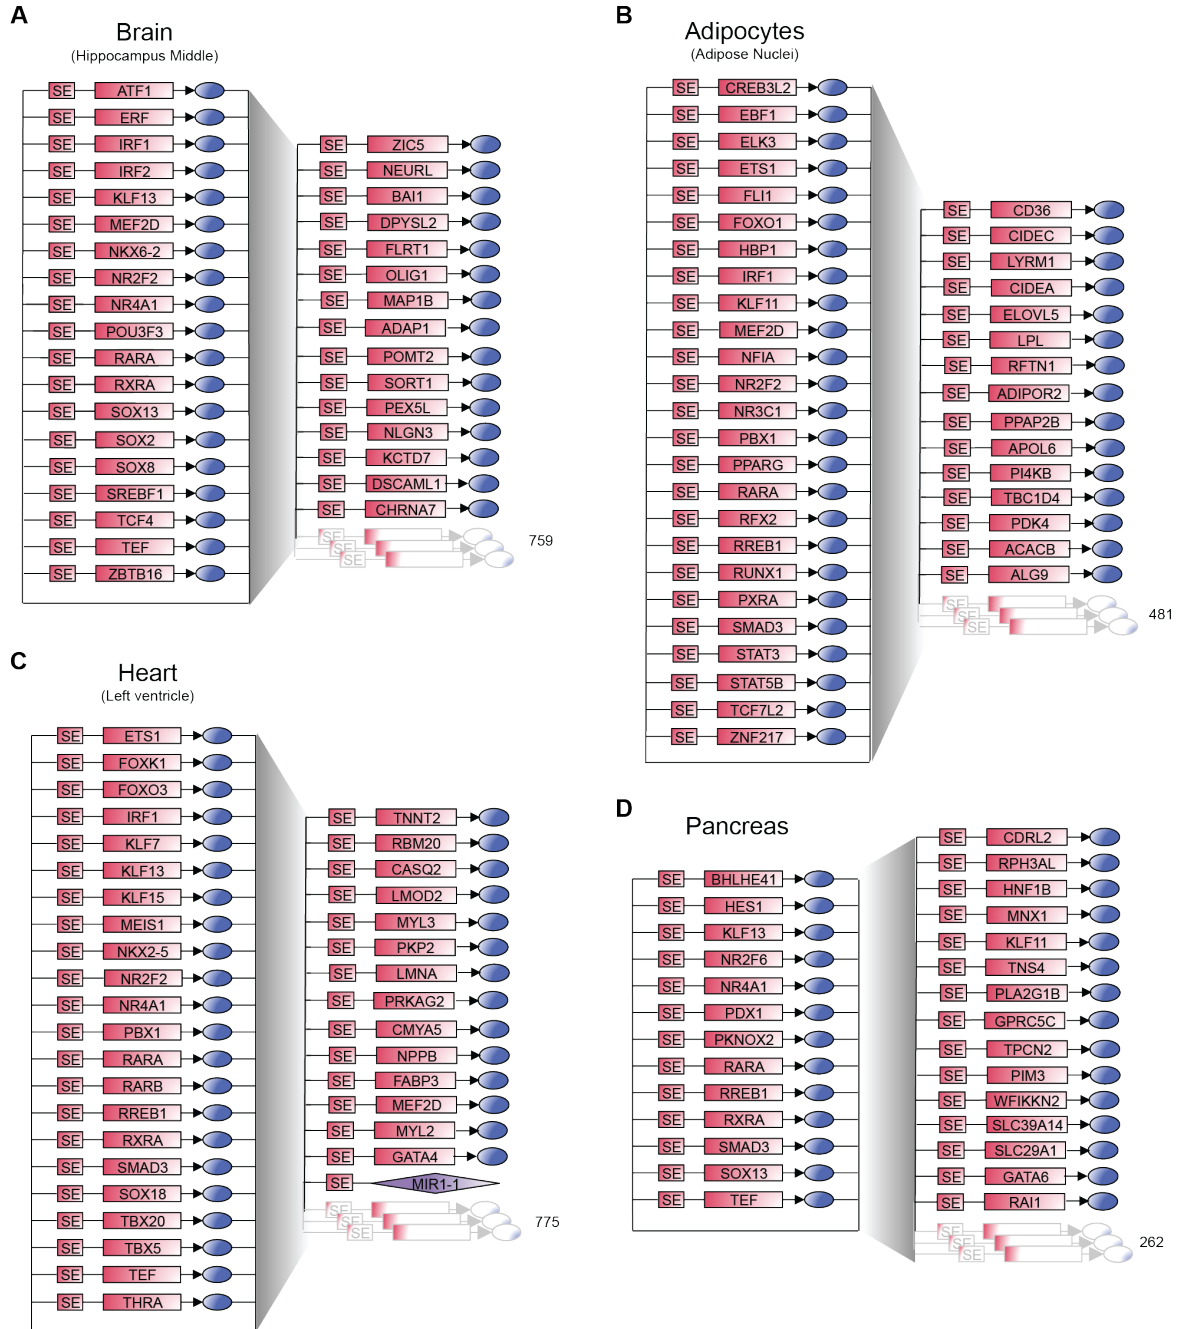 A
Brain
(Hippocampus Middle)
SE ATF1
SE ERF
SE IRF1
SE IRF2
SE KLF13
SE MEF2D
SE NKX6-2
SE NR2F2
SE NR4A1
SE POU3F3
SE RARA
SE RXRA
SE SOX13
SE SOX2
SE SOX8
SE SREBF1
SE TCF4
SE TEF
SE ZBTB16
SE ZIC5
SE NEURL
SE BAI1
SE DPYSL2
SE FLRT1
SE OLIG1
SE MAP1B
SE ADAP1
SE POMT2
SE SORT1
SE PEX5L
SE NLGN3
SE KCTD7
SE DSCAML1
SE CHRNA7
SE
SE
SE
759
B
Adipocytes
(Adipose Nuclei)
SE CREB3L2
SE EBF1
SE ELK3
SE ETS1
SE FLI1
SE FOXO1
SE HBP1
SE IRF1
SE KLF11
SE MEF2D
SE NFIA
SE NR2F2
SE NR3C1
SE PBX1
SE PPARG
SE RARA
SE RFX2
SE RREB1
SE RUNX1
SE PXRA
SE SMAD3
SE STAT3
SE STAT5B
SE TCF7L2
SE ZNF217
SE CD36
SE CIDEC
SE LYRM1
SE CIDEA
SE ELOVL5
SE LPL
SE RFTN1
SE ADIPOR2
SE PPAP2B
SE APOL6
SE PI4KB
SE TBC1D4
SE PDK4
SE ACACB
SE ALG9
SE
SE
SE
481
C
Heart
(Left ventricle)
SE ETS1
SE FOXK1
SE FOXO3
SE IRF1
SE KLF7
SE KLF13
SE KLF15
SE MEIS1
SE NKX2-5
SE NR2F2
SE NR4A1
SE PBX1
SE RARA
SE RARB
SE RREB1
SE RXRA
SE SMAD3
SE SOX18
SE TBX20
SE TBX5
SE TEF
SE THRA
SE TNNT2
SE RBM20
SE CASQ2
SE LMOD2
SE MYL3
SE PKP2
SE LMNA
SE PRKAG2
SE CMYA5
SE NPPB
SE FABP3
SE MEF2D
SE MYL2
SE GATA4
SE MIR1-1
SE
SE
SE
775
D
Pancreas
SE BHLHE41
SE HES1
SE KLF13
SE NR2F6
SE NR4A1
SE PDX1
SE PKNOX2
SE RARA
SE RREB1
SE RXRA
SE SMAD3
SE SOX13
SE TEF
SE CDRL2
SE RPH3AL
SE HNF1B
SE MNX1
SE KLF11
SE TNS4
SE PLA2G1B
SE GPRC5C
SE TPCN2
SE PIM3
SE WFIKKN2
SE SLC39A14
SE SLC29A1
SE GATA6
SE RAI1
SE
SE
SE
262